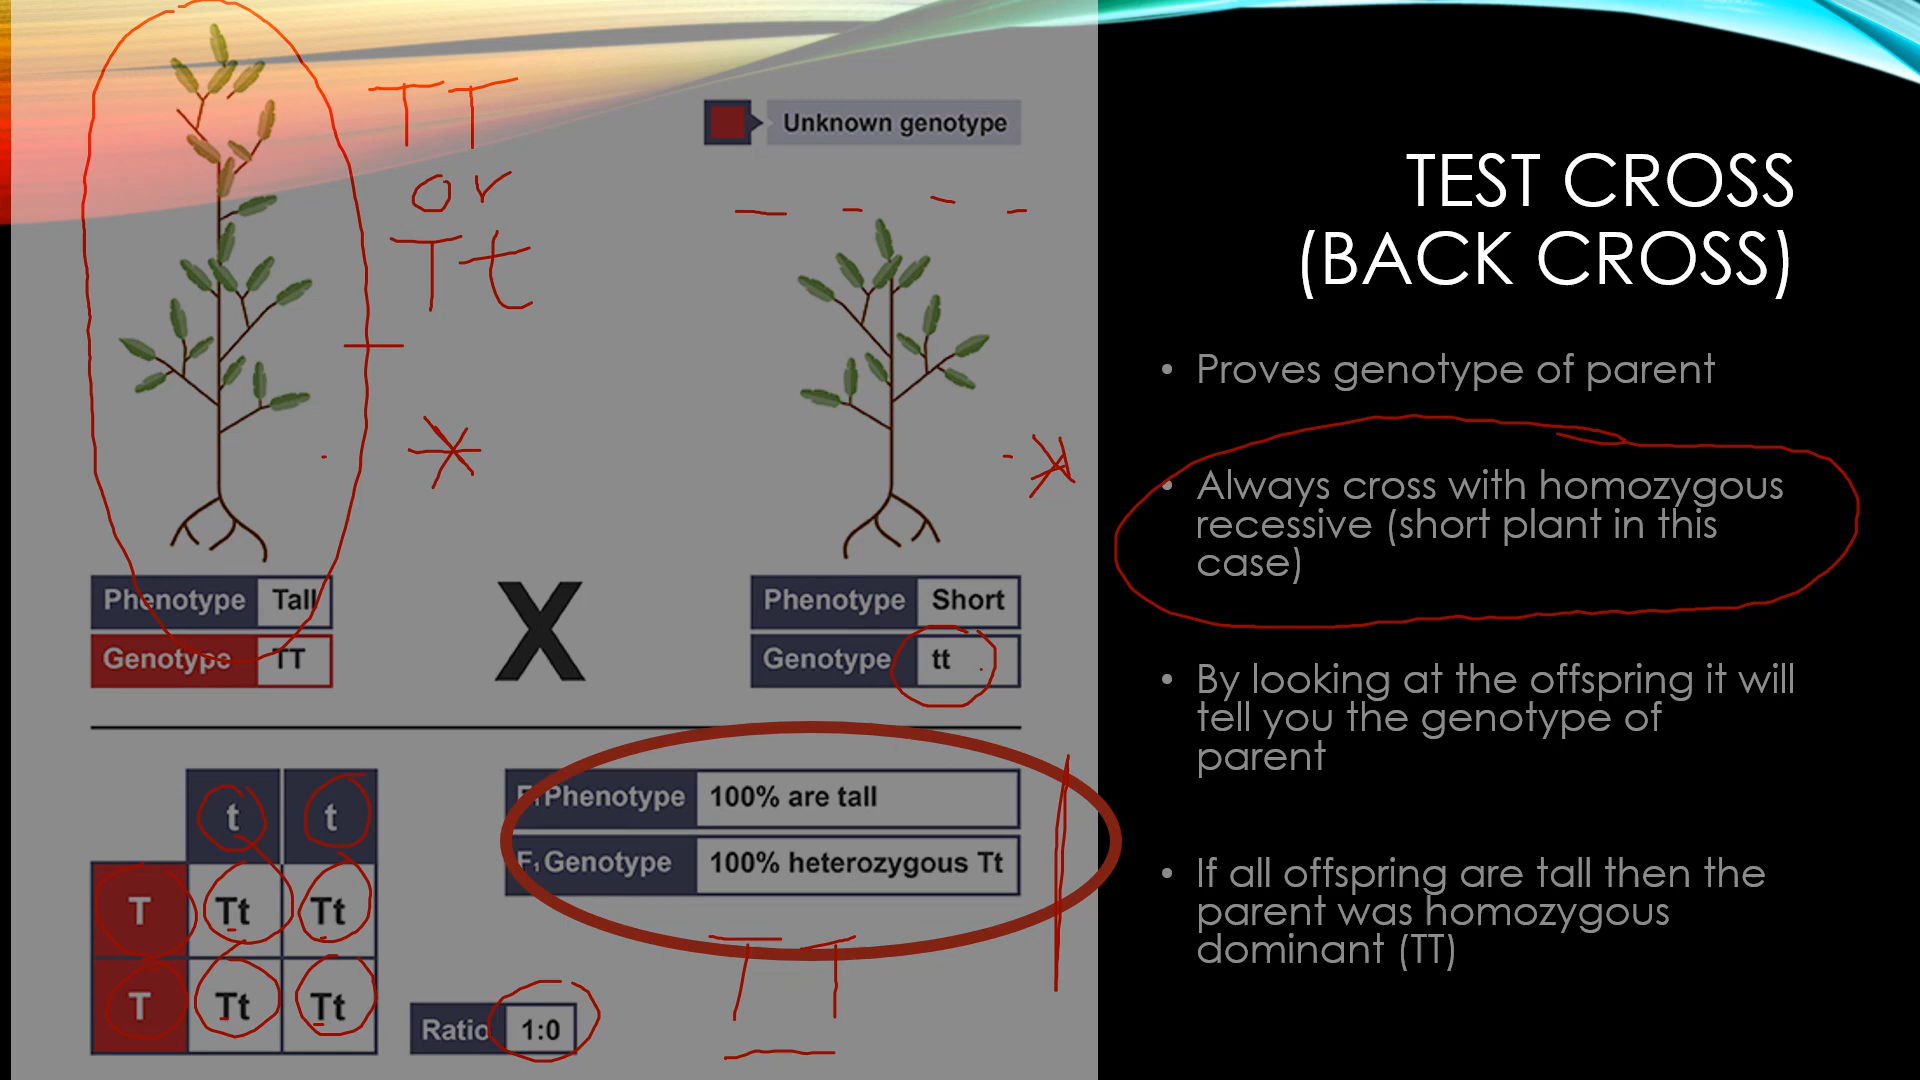 TT
or
Tt
Unknown genotype
Phenotype Tall
Genotype TT
X
Phenotype Short
Genotype tt
t t
T Tt Tt
T Tt Tt
F₁ Phenotype 100% are tall
F₁ Genotype 100% heterozygous Tt
TT
Ratio 1:0
TEST CROSS
(BACK CROSS)
• Proves genotype of parent
• Always cross with homozygous
recessive (short plant in this
case)
• By looking at the offspring it will
tell you the genotype of
parent
• If all offspring are tall then the
parent was homozygous
dominant (TT)